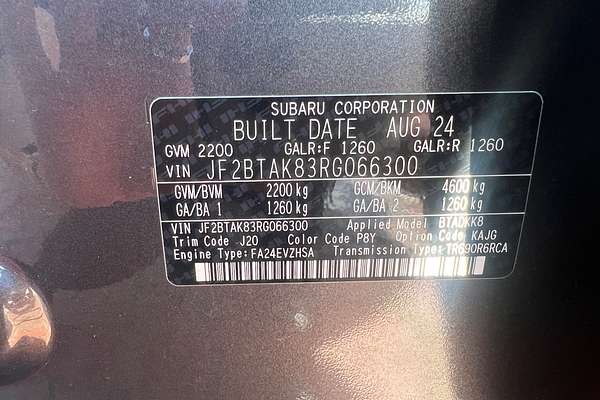 SUBARU CORPORATION
BUILT DATE AUG 24
GVM 2200 GALR:F 1260 GALR:R 1260
VIN JF2BTAK83RG066300
GVM/BVM 2200 kg GCM/BKM 4600 kg
GA/BA 1 1260 kg GA/BA 2 1260 kg
VIN JF2BTAK83RG066300 Applied Model BTADKK8
Trim Code J20 Color Code P8Y Option Code KAJG
Engine Type: FA24EVZHSA Transmission Type: TR690R6RCA